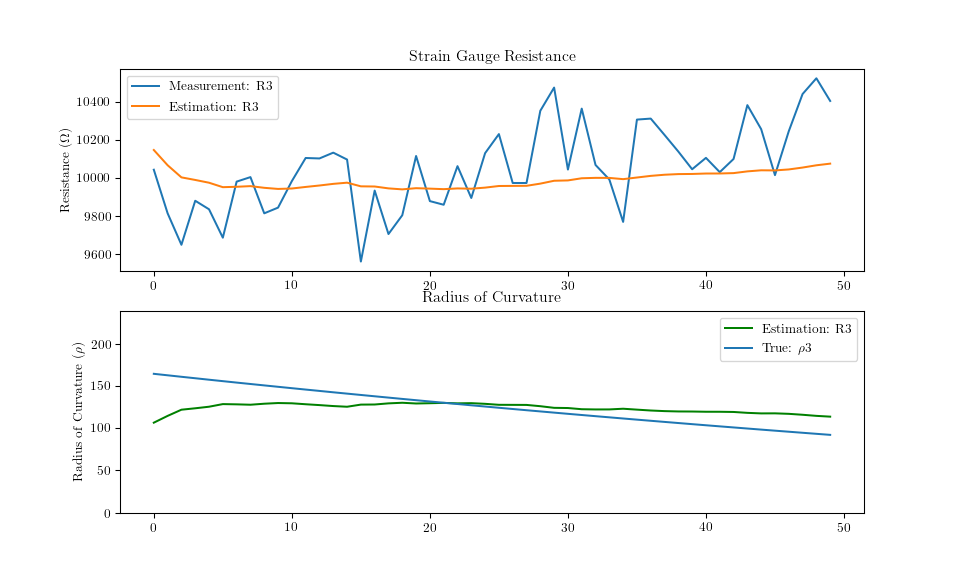 Strain Gauge Resistance
Measurement: R3
Estimation: R3
Resistance (Ω)
10400
10200
10000
9800
9600
0 10 20 30 40 50
Radius of Curvature
Estimation: R3
True: ρ3
Radius of Curvature (ρ)
200
150
100
50
0
0 10 20 30 40 50